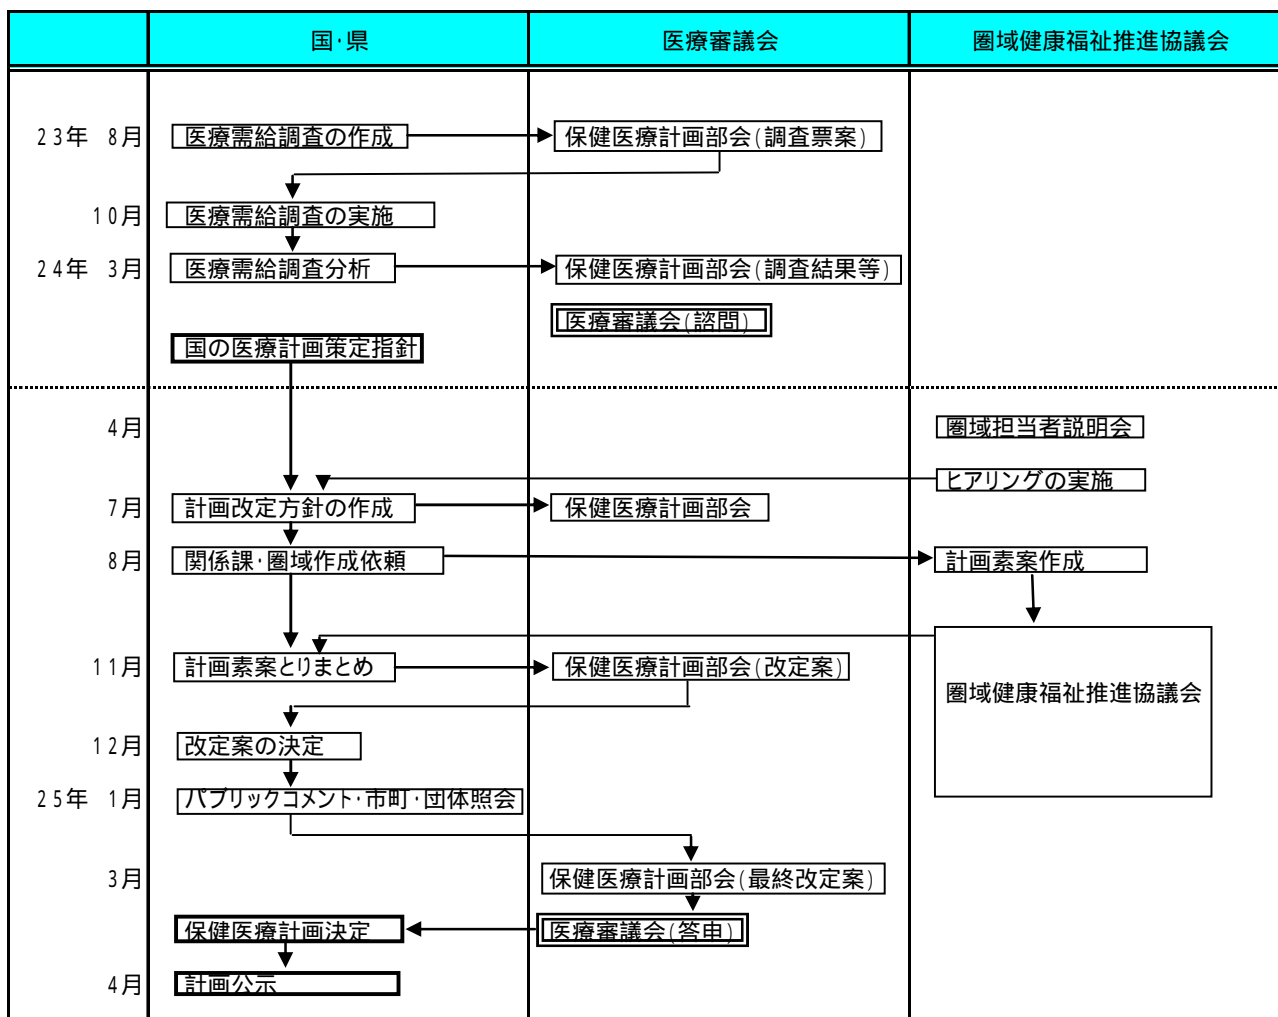 国・県 医療審議会 圏域健康福祉推進協議会
23年 8月 医療需給調査の作成 保健医療計画部会(調査票案)
10月 医療需給調査の実施
24年 3月 医療需給調査分析 保健医療計画部会(調査結果等)
医療審議会(諮問)
国の医療計画策定指針
4月 圏域担当者説明会
ヒアリングの実施
7月 計画改定方針の作成 保健医療計画部会
8月 関係課・圏域作成依頼 計画素案作成
11月 計画素案とりまとめ 保健医療計画部会(改定案)
圏域健康福祉推進協議会
12月 改定案の決定
25年 1月 パブリックコメント・市町・団体照会
3月 保健医療計画部会(最終改定案)
保健医療計画決定 医療審議会(答申)
4月 計画公示